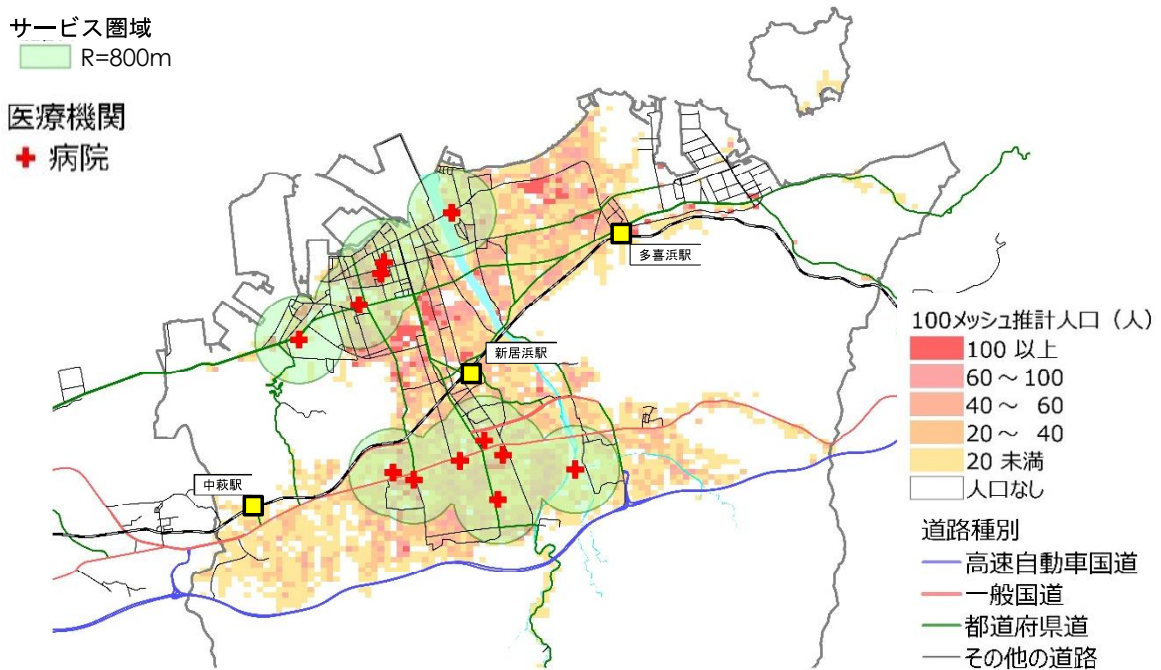 サービス圏域
R=800m
医療機関
病院
多喜浜駅
新居浜駅
中萩駅
100メッシュ推計人口（人）
100 以上
60～100
40～ 60
20～ 40
20 未満
人口なし
道路種別
高速自動車国道
一般国道
都道府県道
その他の道路